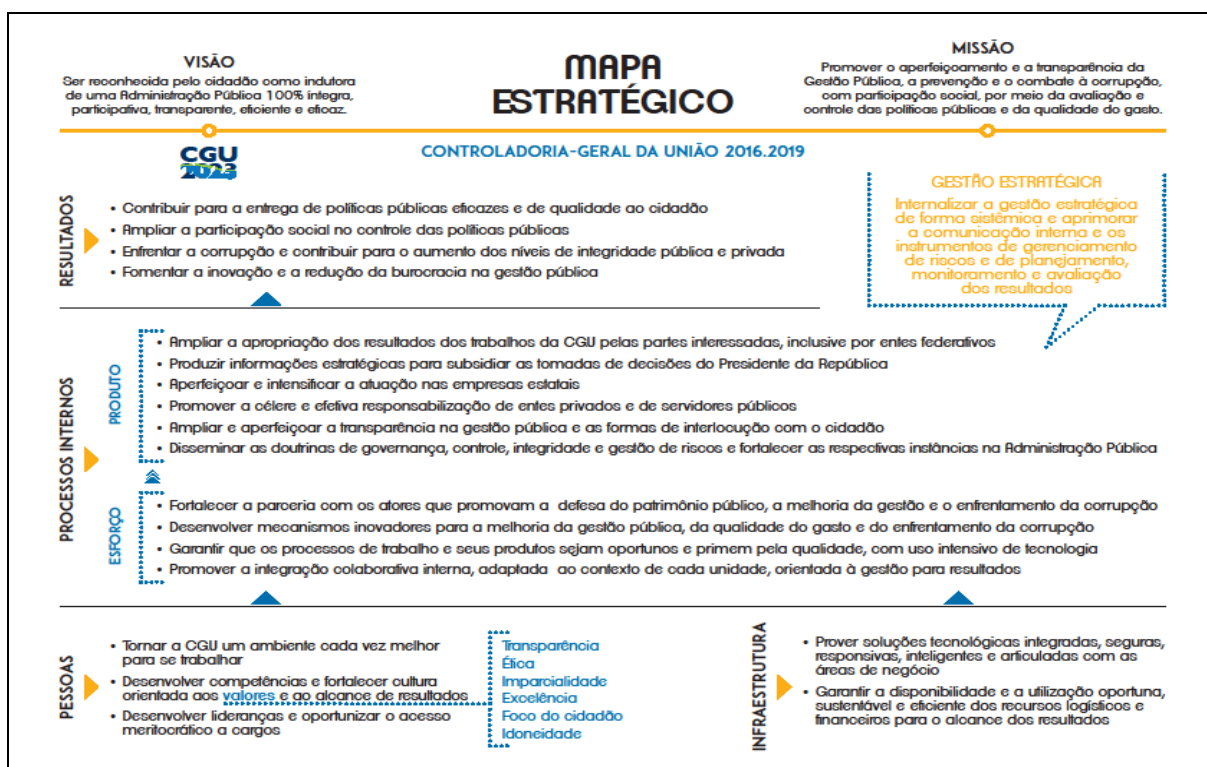 VISÃO
Ser reconhecida pelo cidadão como indutora
de uma Administração Pública 100% íntegra,
participativa, transparente, eficiente e eficaz.
MAPA
ESTRATÉGICO
MISSÃO
Promover o aperfeiçoamento e a transparência da
Gestão Pública, a prevenção e o combate à corrupção,
com participação social, por meio da avaliação e
controle das políticas públicas e da qualidade do gasto.
CGU
2023
CONTROLADORIA-GERAL DA UNIÃO 2016.2019
GESTÃO ESTRATÉGICA
Internalizar a gestão estratégica
de forma sistêmica e aprimorar
a comunicação interna e os
instrumentos de gerenciamento
de riscos e de planejamento,
monitoramento e avaliação
dos resultados
RESULTADOS
• Contribuir para a entrega de políticas públicas eficazes e de qualidade ao cidadão
• Ampliar a participação social no controle das políticas públicas
• Enfrentar a corrupção e contribuir para o aumento dos níveis de integridade pública e privada
• Fomentar a inovação e a redução da burocracia na gestão pública
PROCESSOS INTERNOS
PRODUTO
• Ampliar a apropriação dos resultados dos trabalhos da CGU pelas partes interessadas, inclusive por entes federativos
• Produzir informações estratégicas para subsidiar as tomadas de decisões do Presidente da República
• Aperfeiçoar e intensificar a atuação nas empresas estatais
• Promover a célere e efetiva responsabilização de entes privados e de servidores públicos
• Ampliar e aperfeiçoar a transparência na gestão pública e as formas de interlocução com o cidadão
• Disseminar as doutrinas de governança, controle, integridade e gestão de riscos e fortalecer as respectivas instâncias na Administração Pública
ESFORÇO
• Fortalecer a parceria com os atores que promovam a defesa do patrimônio público, a melhoria da gestão e o enfrentamento da corrupção
• Desenvolver mecanismos inovadores para a melhoria da gestão pública, da qualidade do gasto e do enfrentamento da corrupção
• Garantir que os processos de trabalho e seus produtos sejam oportunos e primem pela qualidade, com uso intensivo de tecnologia
• Promover a integração colaborativa interna, adaptada ao contexto de cada unidade, orientada à gestão para resultados
PESSOAS
• Tornar a CGU um ambiente cada vez melhor
para se trabalhar
• Desenvolver competências e fortalecer cultura
orientada aos valores e ao alcance de resultados
• Desenvolver lideranças e oportunizar o acesso
meritocrático a cargos
Transparência
Ética
Imparcialidade
Excelência
Foco do cidadão
Idoneidade
INFRAESTRUTURA
• Prover soluções tecnológicas integradas, seguras,
responsivas, inteligentes e articuladas com as
áreas de negócio
• Garantir a disponibilidade e a utilização oportuna,
sustentável e eficiente dos recursos logísticos e
financeiros para o alcance dos resultados